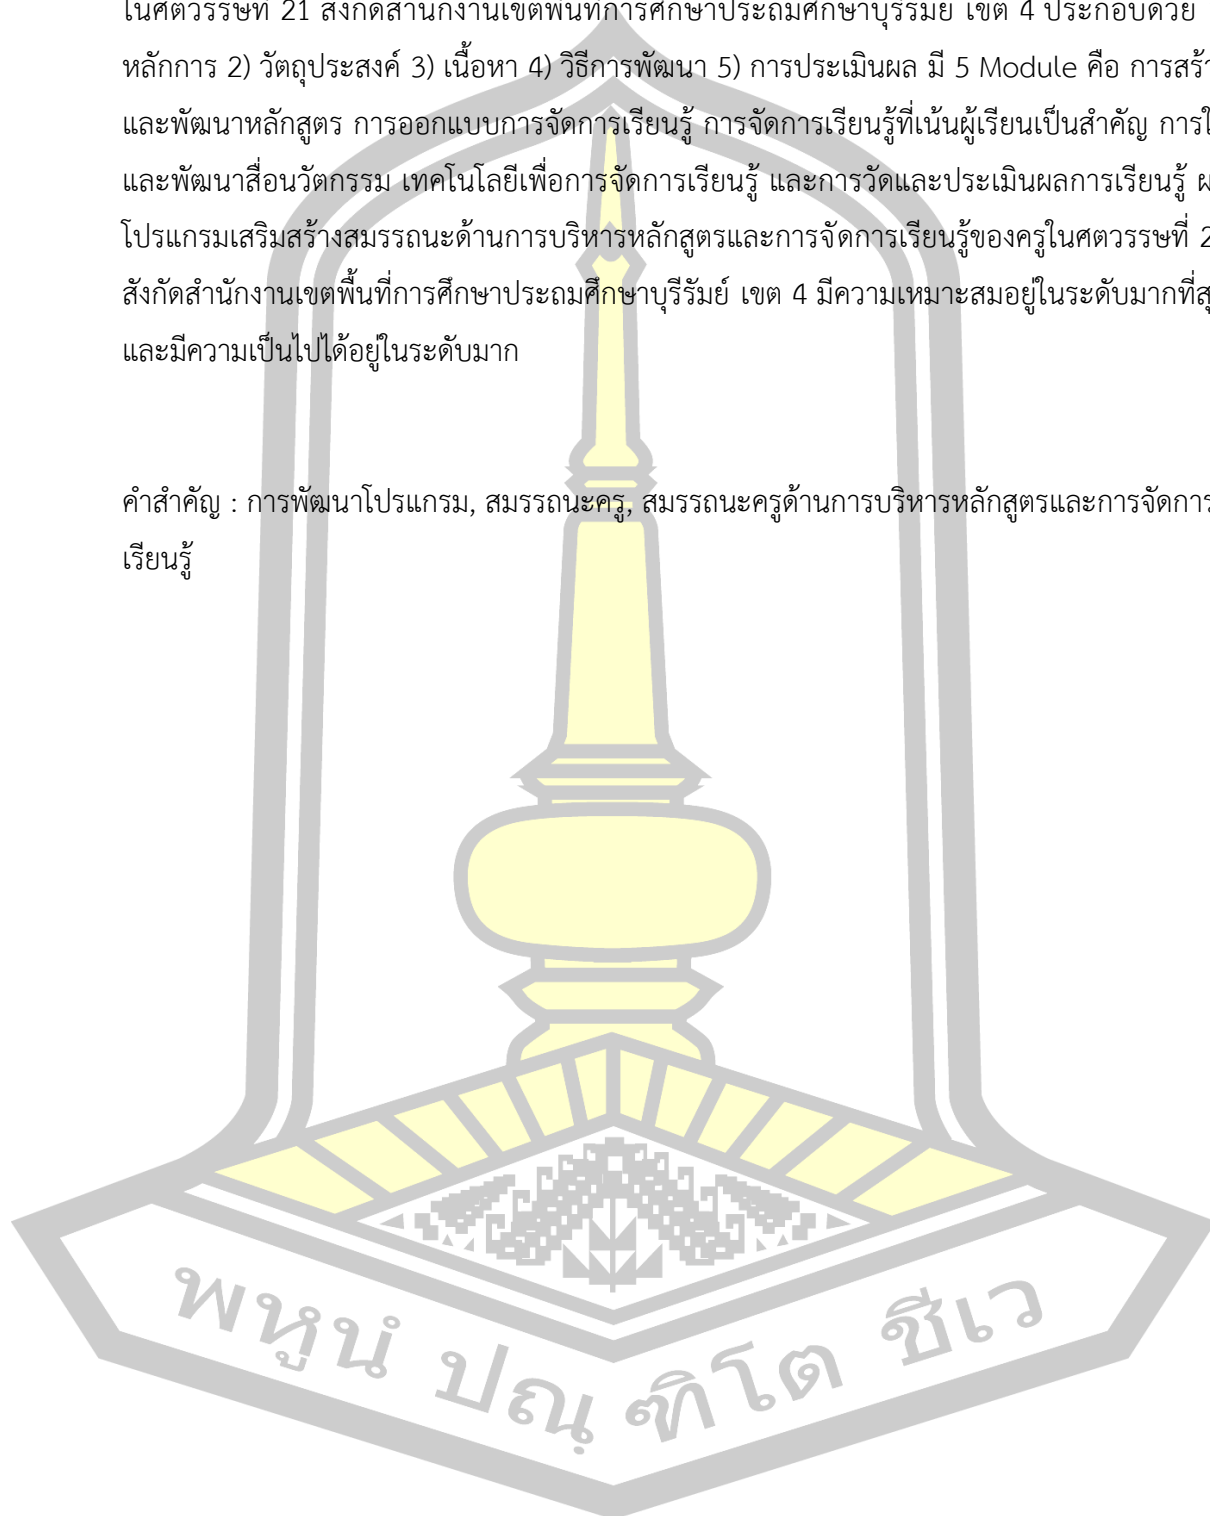 ในศตวรรษที่ 21 สังกัดสำนักงานเขตพื้นที่การศึกษาประถมศึกษาบุรีรัมย์ เขต 4 ประกอบด้วย
หลักการ 2) วัตถุประสงค์ 3) เนื้อหา 4) วิธีการพัฒนา 5) การประเมินผล มี 5 Module คือ
และพัฒนาหลักสูตร การออกแบบการจัดการเรียนรู้ การจัดการเรียนรู้ที่เน้นผู้เรียนเป็นสำคัญ
และพัฒนาสื่อนวัตกรรม เทคโนโลยีเพื่อการจัดการเรียนรู้ และการวัดและประเมินผลการเรียนรู้
โปรแกรมเสริมสร้างสมรรถนะด้านการบริหารหลักสูตรและการจัดการเรียนรู้ของครูในศตวรรษที่ 2
สังกัดสำนักงานเขตพื้นที่การศึกษาประถมศึกษาบุรีรัมย์ เขต 4 มีความเหมาะสมอยู่ในระดับมากที่สุ
และมีความเป็นไปได้อยู่ในระดับมาก
คำสำคัญ : การพัฒนาโปรแกรม, สมรรถนะครู, สมรรถนะครูด้านการบริหารหลักสูตรและการจัดการ
เรียนรู้
พหูนํ ปณฺฑิโต ชีเว